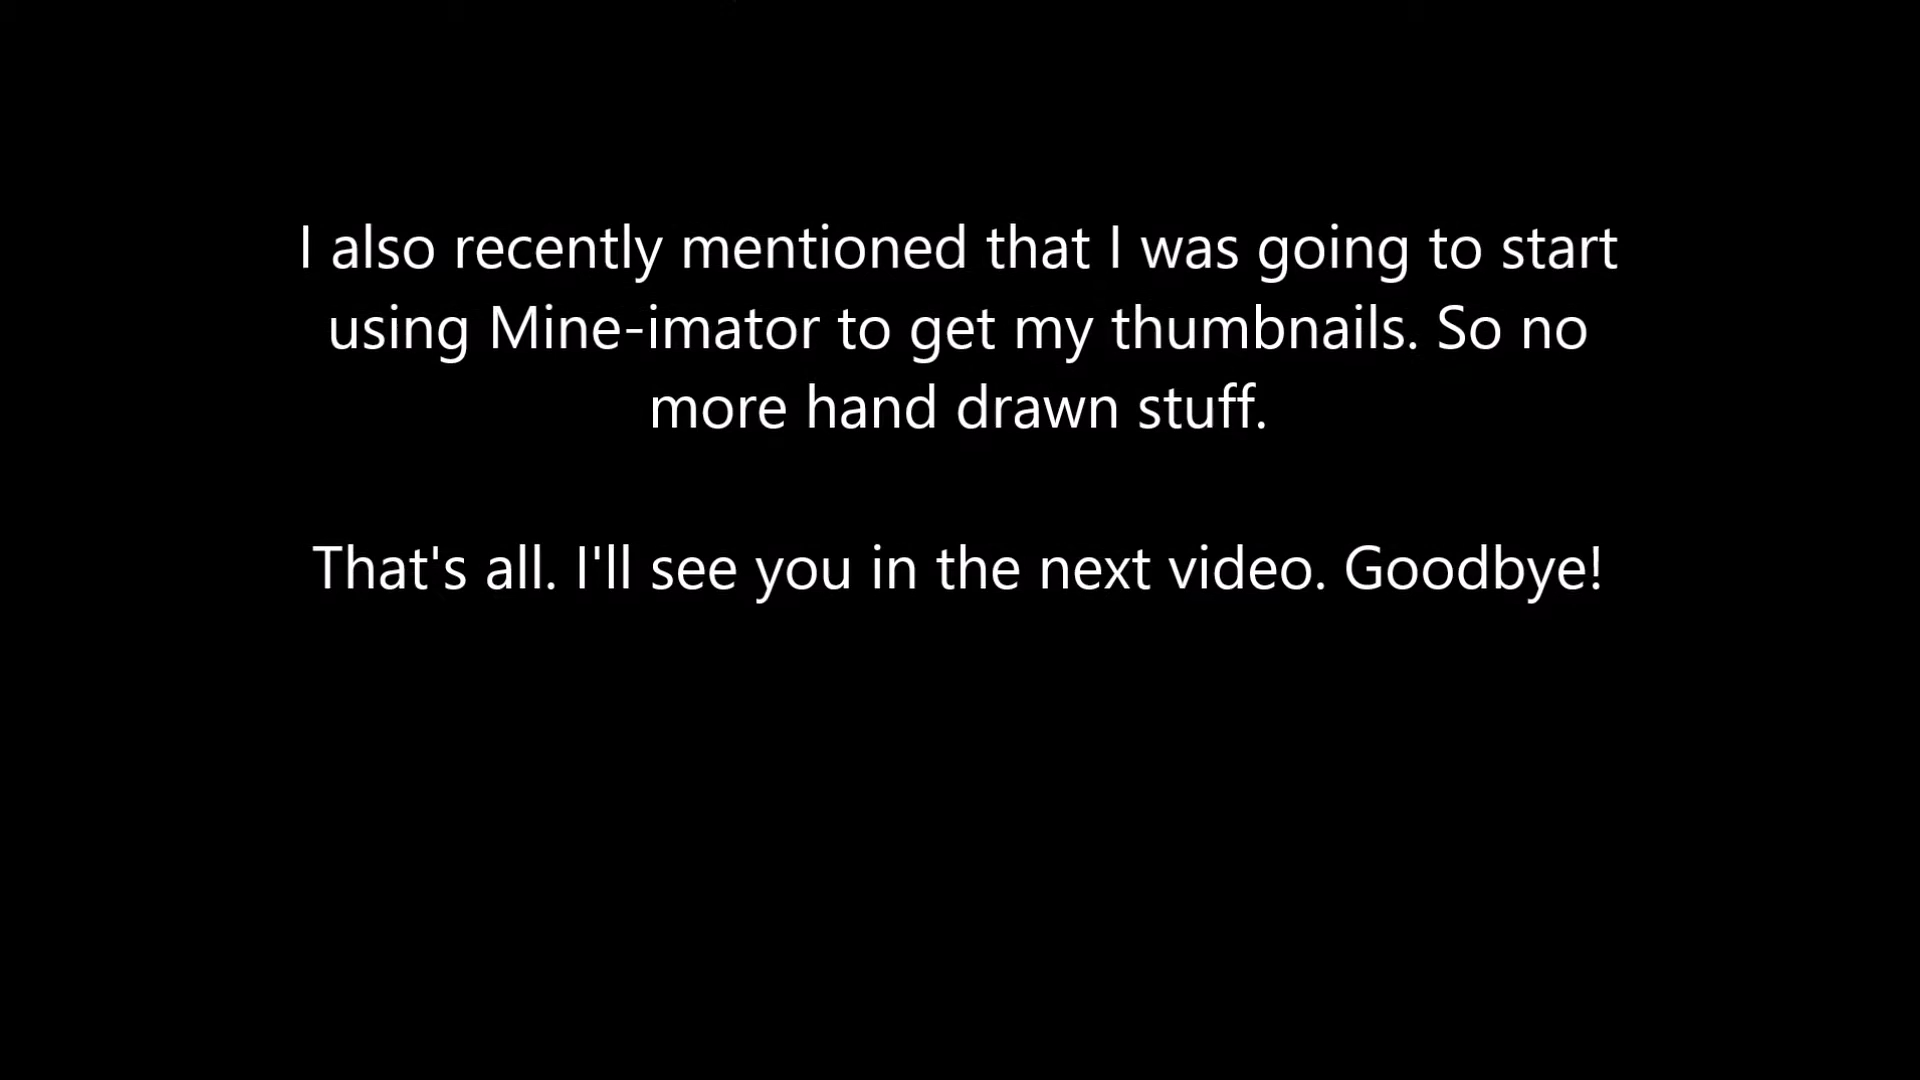 I also recently mentioned that I was going to start
using Mine-imator to get my thumbnails. So no
more hand drawn stuff.
That's all. I'll see you in the next video. Goodbye!